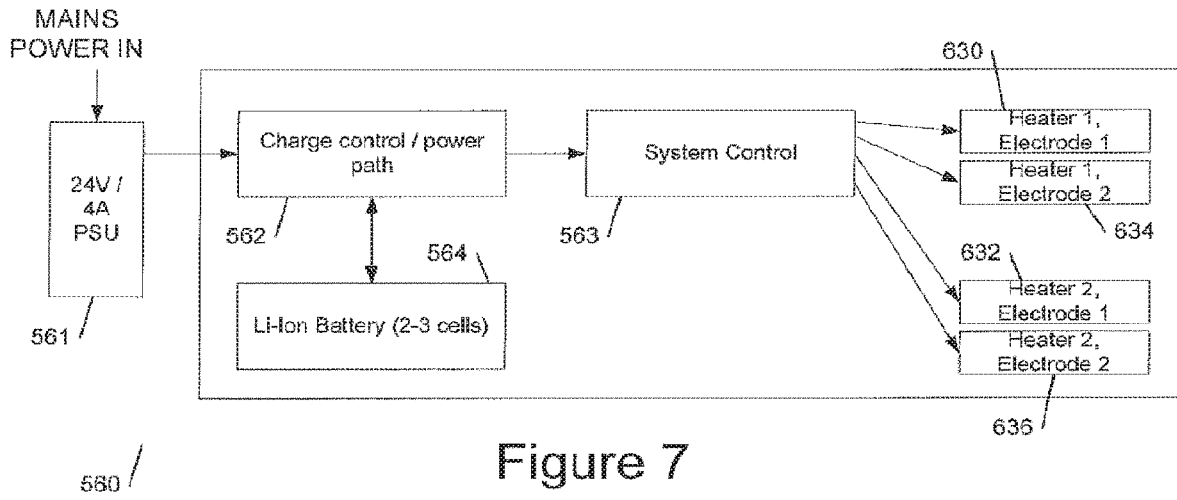 MAINS
POWER IN
630
Charge control / power
path
System Control
Heater 1,
Electrode 1
24V /
4A
PSU
Heater 1,
Electrode 2
562
564
563
634
632
Li-Ion Battery (2-3 cells)
Heater 2,
Electrode 1
561
Heater 2,
Electrode 2
636
Figure 7
560